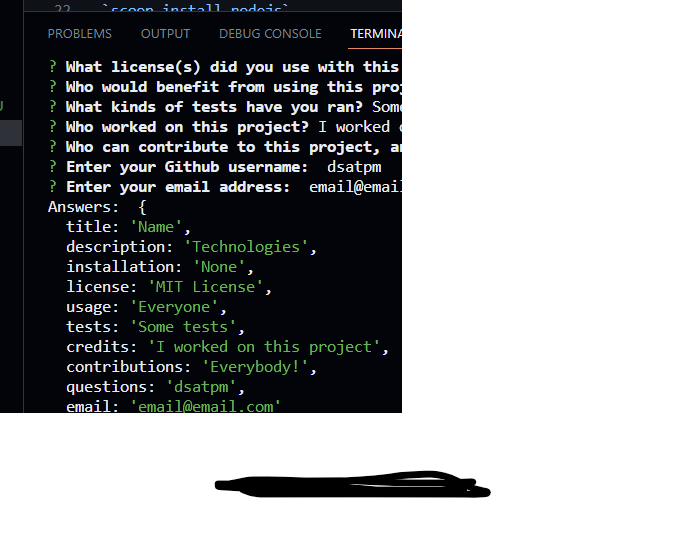 22 `scoop install nodejs`
PROBLEMS OUTPUT DEBUG CONSOLE TERMINA
? What license(s) did you use with this
? Who would benefit from using this proj
? What kinds of tests have you ran? Some
? Who worked on this project? I worked o
? Who can contribute to this project, an
? Enter your Github username: dsatpm
? Enter your email address: email@email
Answers: {
title: 'Name',
description: 'Technologies',
installation: 'None',
license: 'MIT License',
usage: 'Everyone',
tests: 'Some tests',
credits: 'I worked on this project',
contributions: 'Everybody!',
questions: 'dsatpm',
email: 'email@email.com'